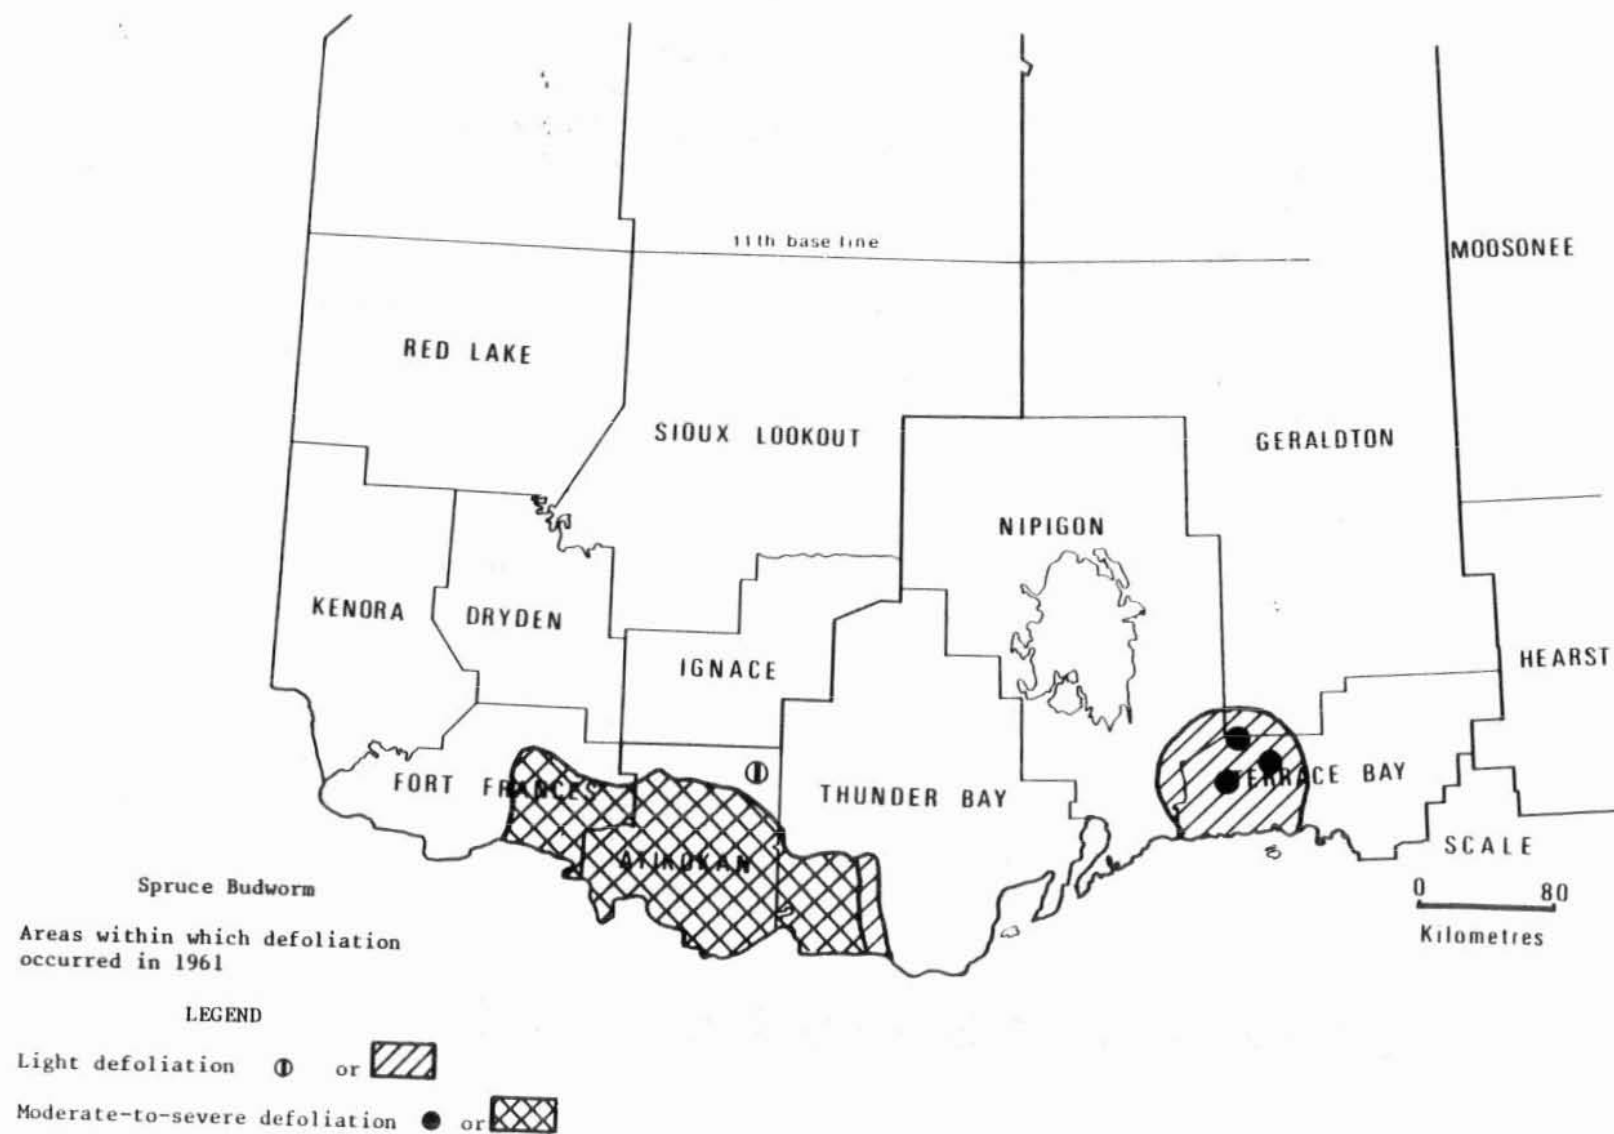 11th base line
MOOSONEE
RED LAKE
SIOUX LOOKOUT
GERALDTON
NIPIGON
KENORA
DRYDEN
IGNACE
HEARST
FORT FRANCES
THUNDER BAY
TERRACE BAY
ATIKOKAN
SCALE
0 80
Kilometres
Spruce Budworm
Areas within which defoliation
occurred in 1961
LEGEND
Light defoliation or
Moderate-to-severe defoliation or